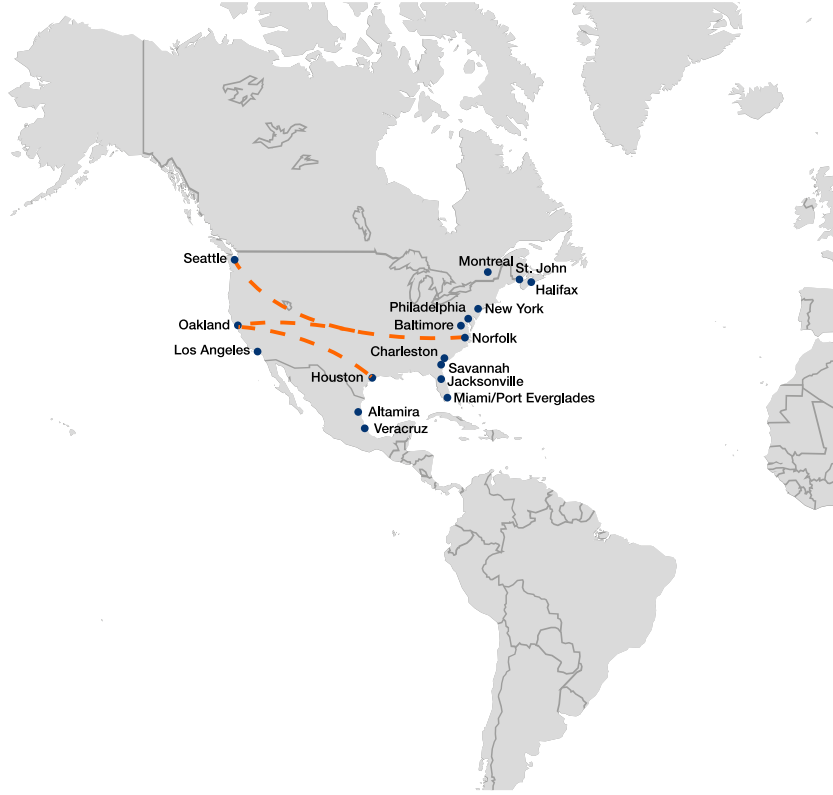 Montreal
St. John
Seattle
Halifax
Philadelphia
New York
Oakland
Baltimore
Norfolk
Los Angeles
Charleston
Savannah
Houston
Jacksonville
Miami/Port Everglades
Altamira
Veracruz